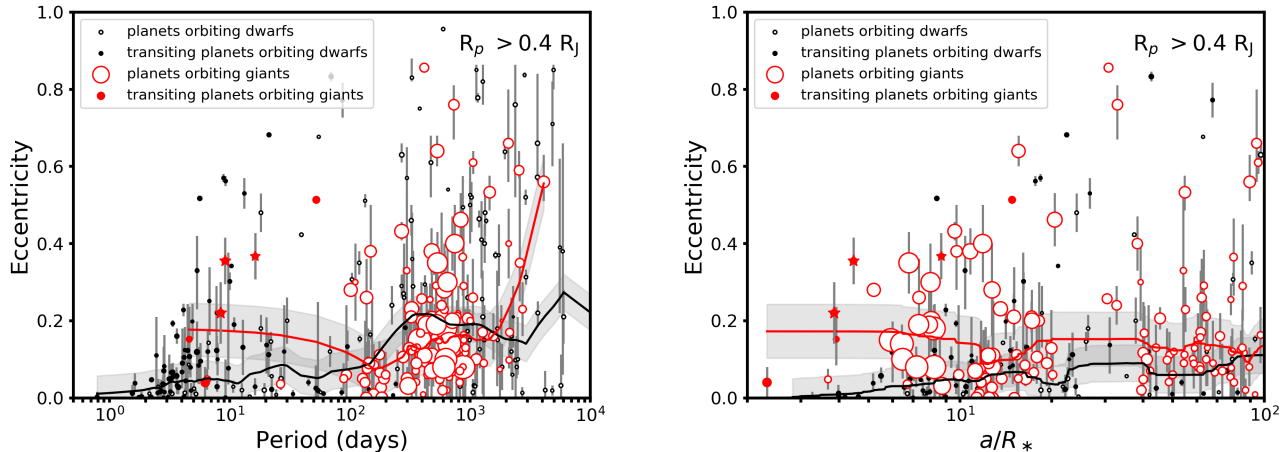 planets orbiting dwarfs
transiting planets orbiting dwarfs
planets orbiting giants
transiting planets orbiting giants
R_p > 0.4 R_J
Eccentricity
1.0
0.8
0.6
0.4
0.2
0.0
10^0
10^1
10^2
10^3
10^4
Period (days)
planets orbiting dwarfs
transiting planets orbiting dwarfs
planets orbiting giants
transiting planets orbiting giants
R_p > 0.4 R_J
Eccentricity
1.0
0.8
0.6
0.4
0.2
0.0
10^1
10^2
a/R_*